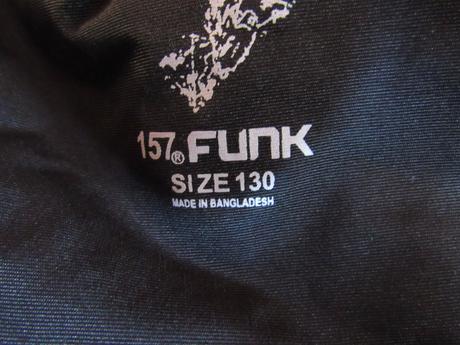 157® FUNK
SIZE 130
MADE IN BANGLADESH